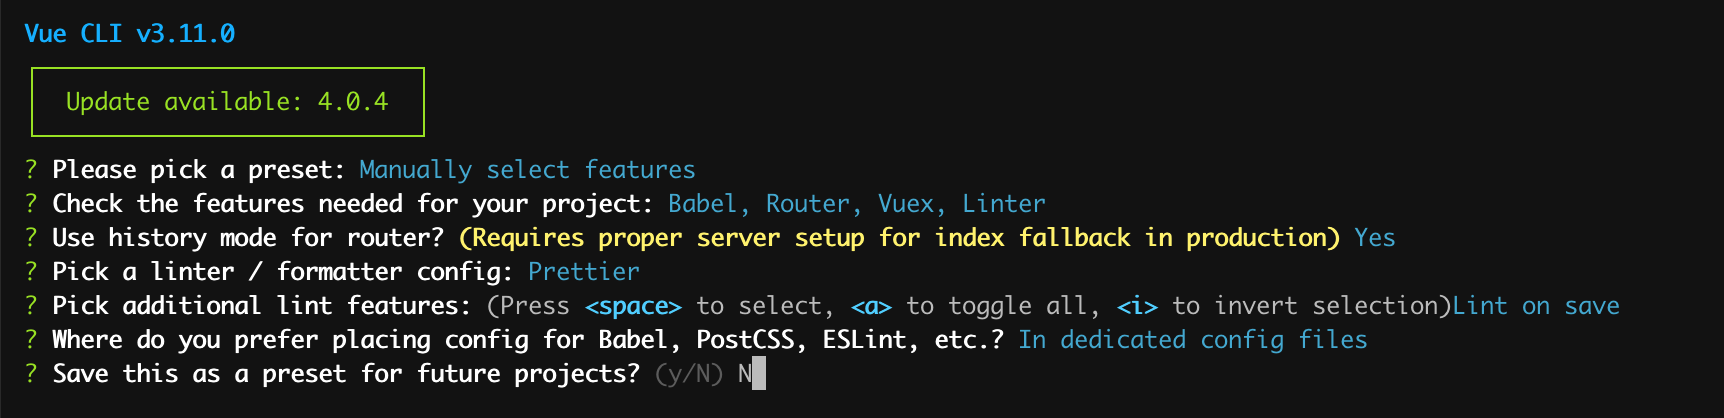 Vue CLI v3.11.0
Update available: 4.0.4
? Please pick a preset: Manually select features
? Check the features needed for your project: Babel, Router, Vuex, Linter
? Use history mode for router? (Requires proper server setup for index fallback in production) Yes
? Pick a linter / formatter config: Prettier
? Pick additional lint features: (Press <space> to select, <a> to toggle all, <i> to invert selection)Lint on save
? Where do you prefer placing config for Babel, PostCSS, ESLint, etc.? In dedicated config files
? Save this as a preset for future projects? (y/N) N